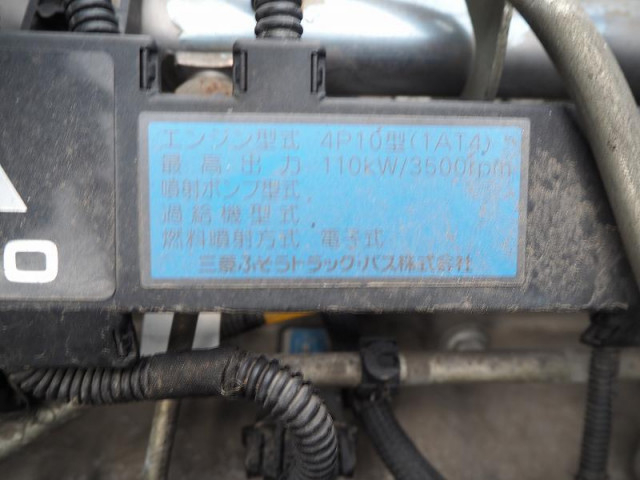 エンジン型式 4P10型(1AT4)
最高出力 110kW/3500rpm
噴射ポンプ型式
過給機型式
燃料噴射方式 電子式
三菱ふそうトラック・バス株式会社
0